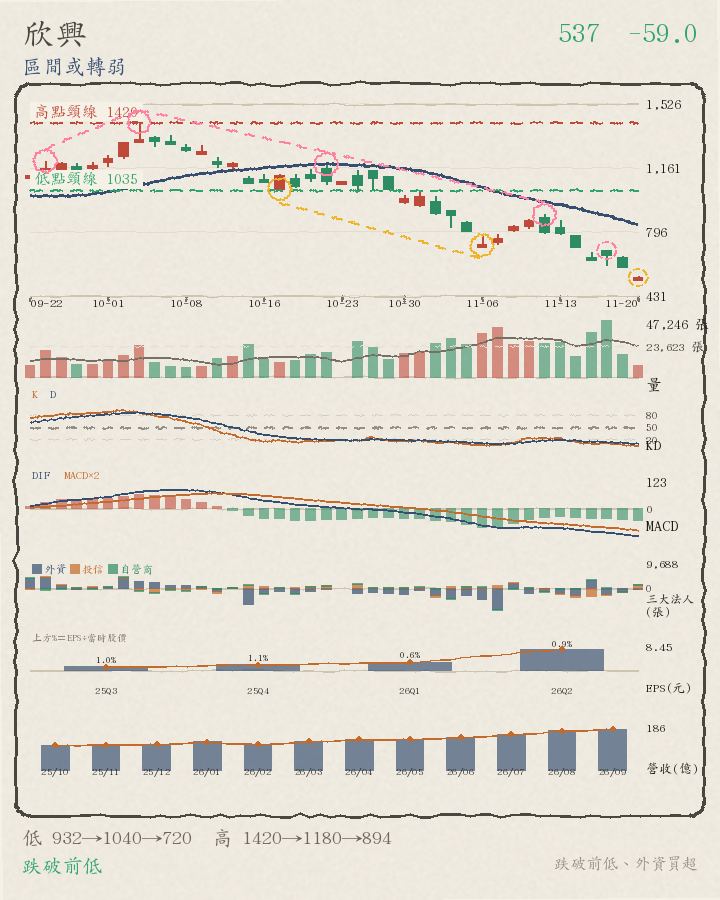 欣興
537 -59.0
區間或轉弱
高點頸線 1429
低點頸線 1035
1,526
1,161
796
431
09-22 10-01 10-08 10-16 10-23 10-30 11-06 11-13 11-20
47,246 張
23,623 張
量
K D
80
50
20
KD
DIF MACD×2
123
0
MACD
外資 投信 自營商
9,688
0
三大法人
(張)
上方%=EPS÷當時股價
1.0% 1.1% 0.6% 0.9%
8.45
25Q3 25Q4 26Q1 26Q2
EPS(元)
186
25/10 25/11 25/12 26/01 26/02 26/03 26/04 26/05 26/06 26/07 26/08 26/09
營收(億)
低 932→1040→720 高 1420→1180→894
跌破前低
跌破前低、外資買超